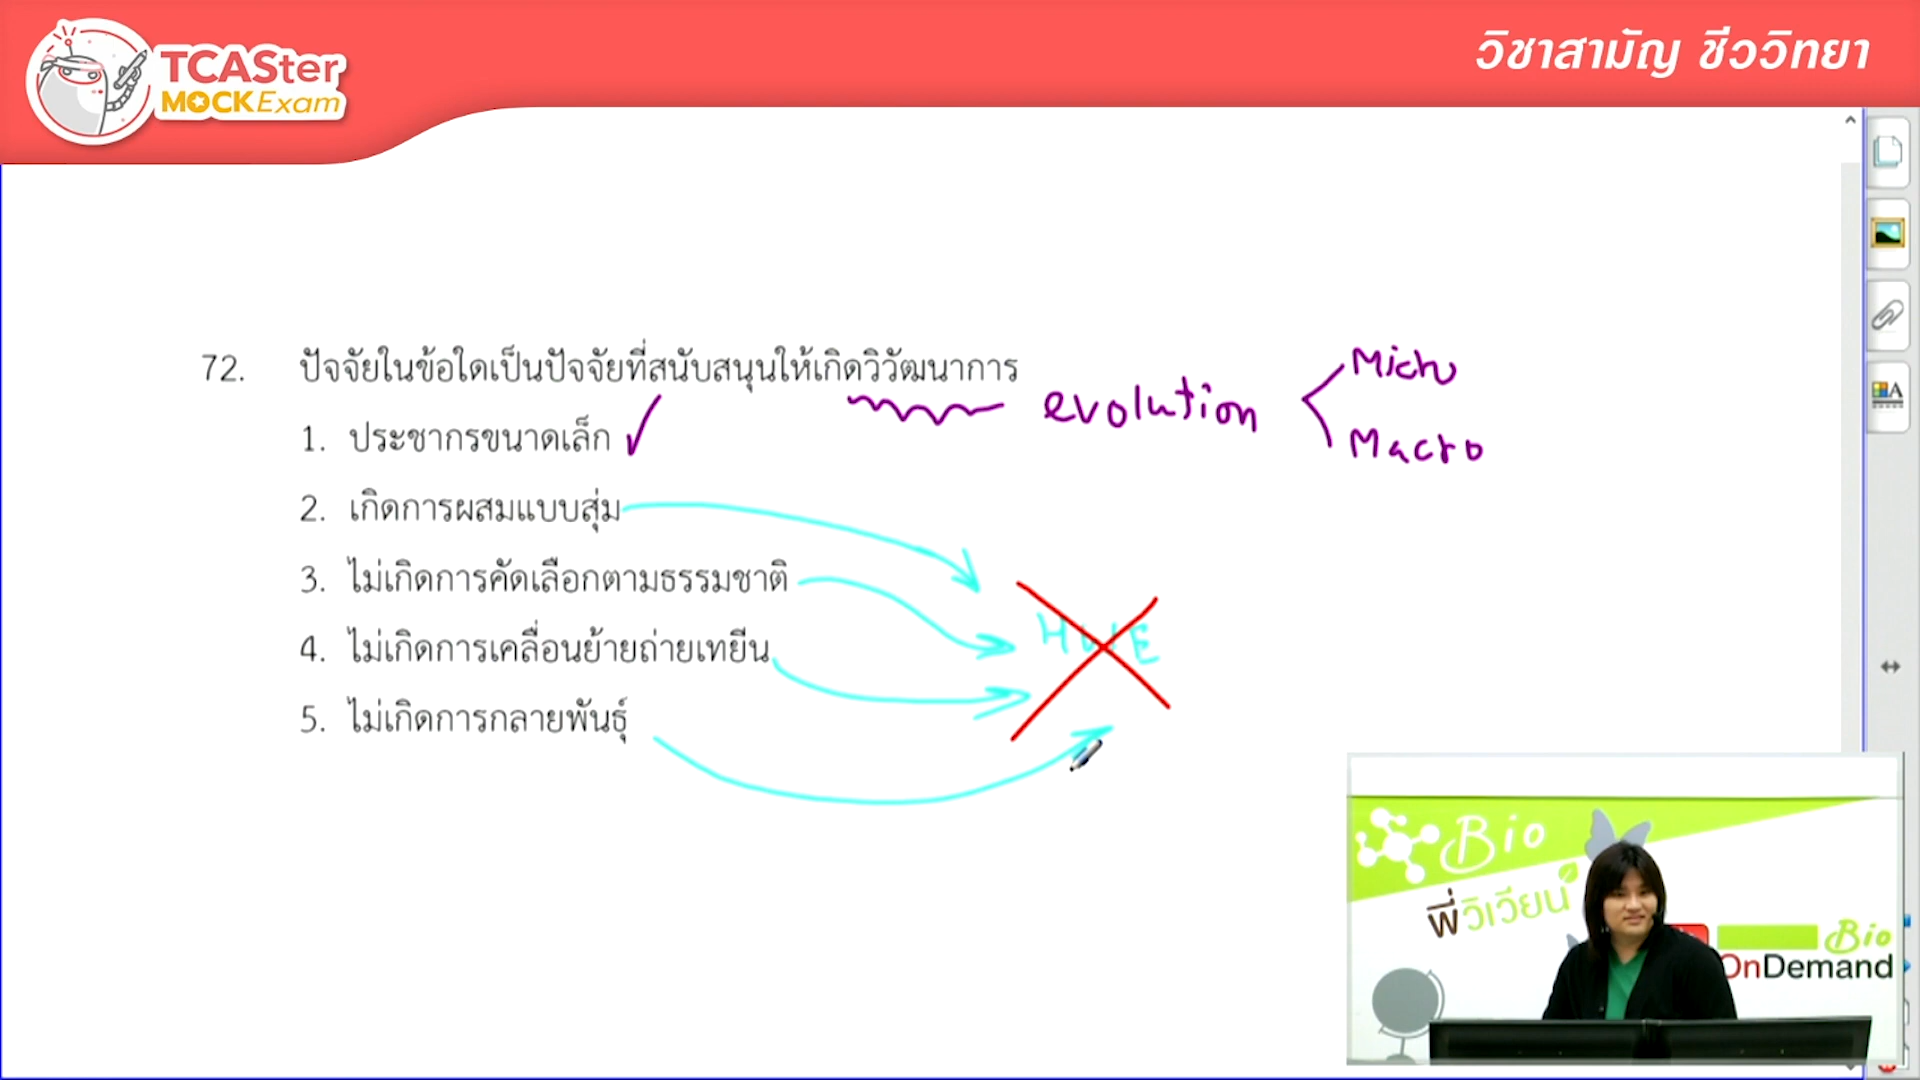 TCASter
MOCK Exam
วิชาสามัญ ชีววิทยา
72. ปัจจัยในข้อใดเป็นปัจจัยที่สนับสนุนให้เกิดวิวัฒนาการ
evolution
Micro
Macro
1. ประชากรขนาดเล็ก
2. เกิดการผสมแบบสุ่ม
3. ไม่เกิดการคัดเลือกตามธรรมชาติ
4. ไม่เกิดการเคลื่อนย้ายถ่ายเทยีน
HWE
5. ไม่เกิดการกลายพันธุ์
Bio
พี่วิเวียน
Bio
OnDemand